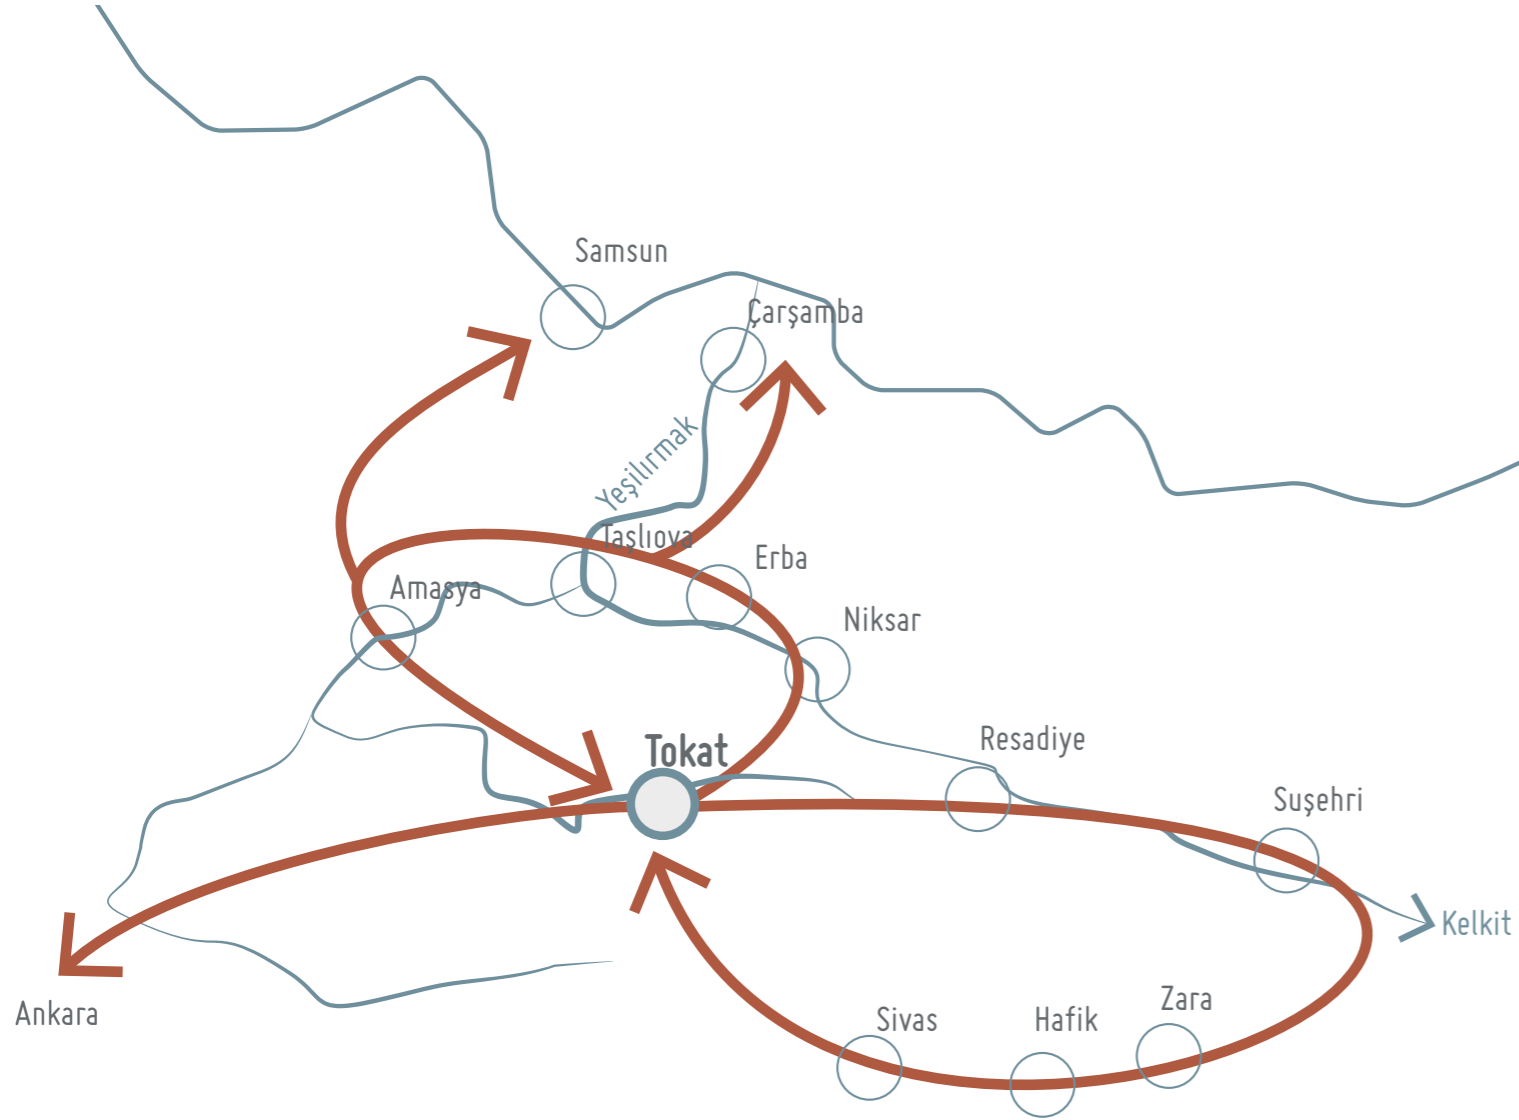 Samsun
Çarşamba
Yeşilırmak
Taşlıova
Erba
Amasya
Niksar
Tokat
Resadiye
Suşehri
Kelkit
Ankara
Sivas
Hafik
Zara